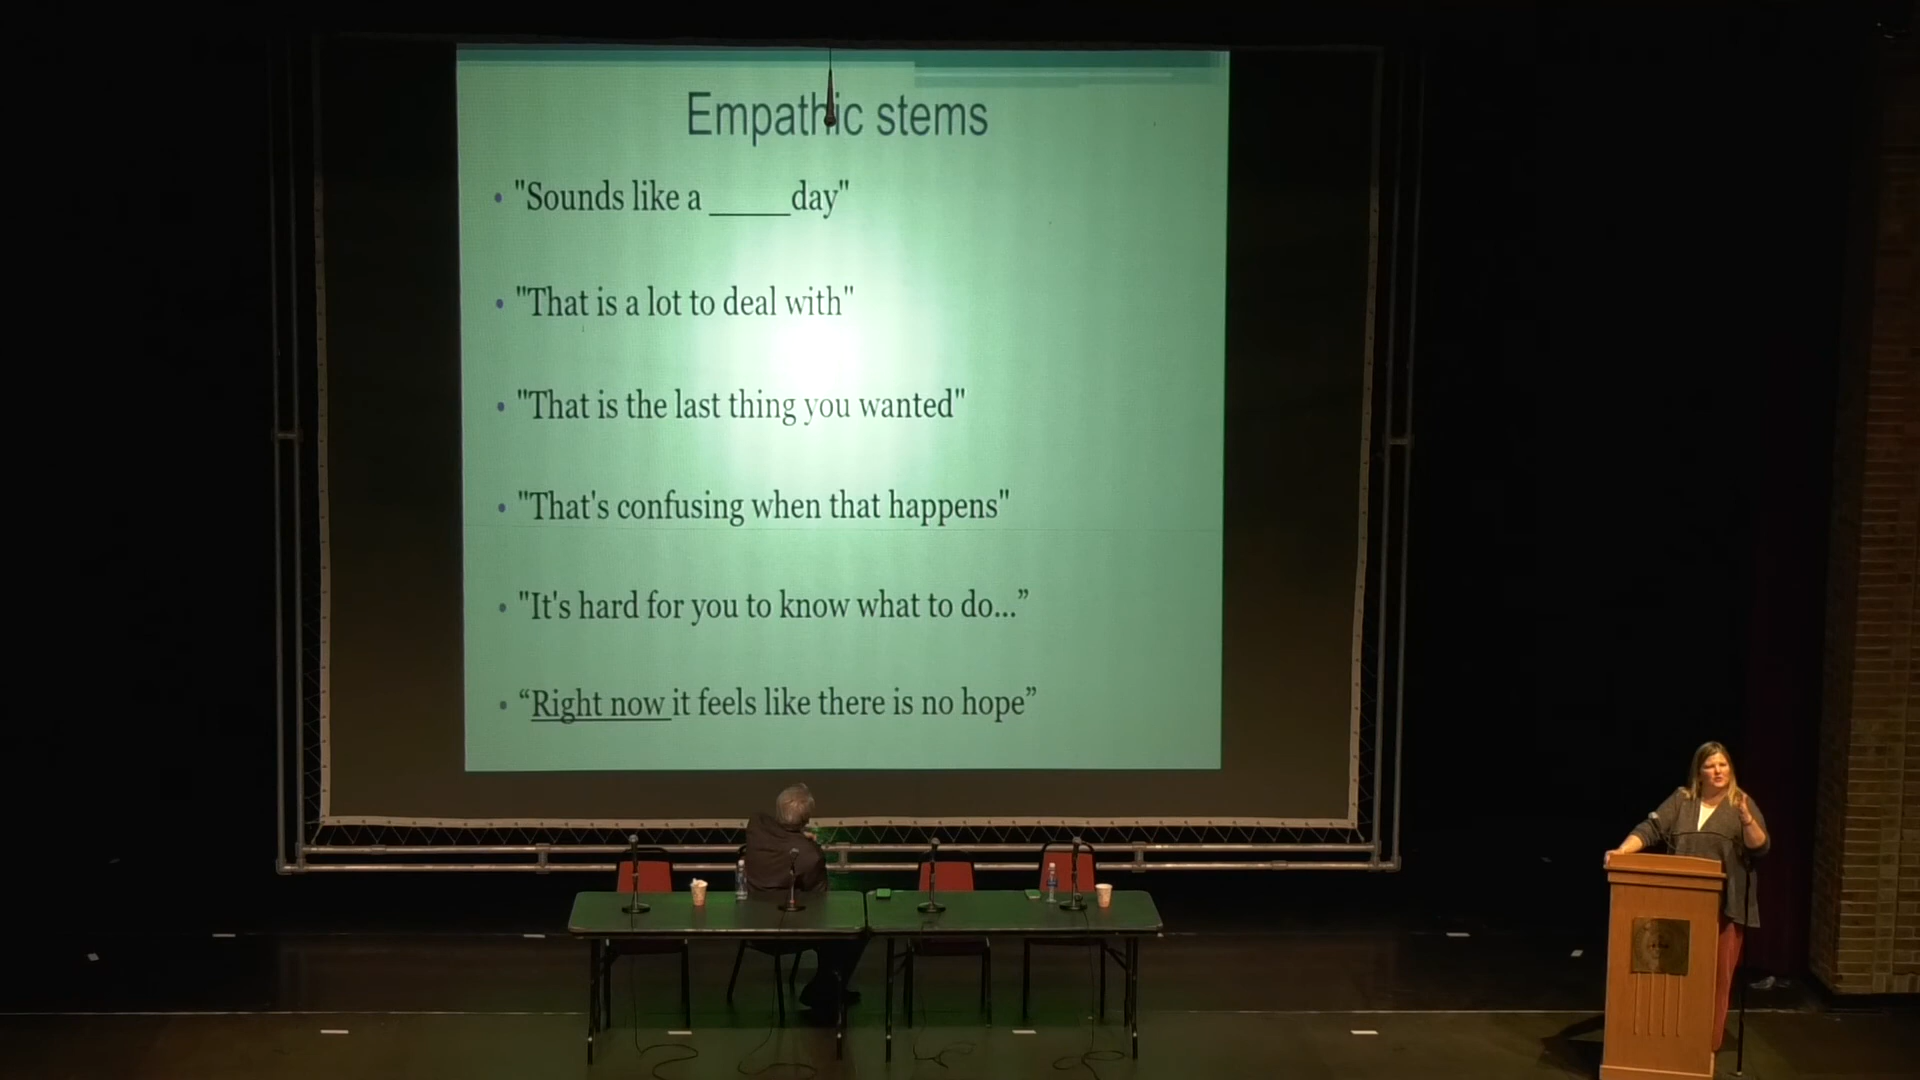 Empathic stems
• "Sounds like a _____day"
• "That is a lot to deal with"
• "That is the last thing you wanted"
• "That's confusing when that happens"
• "It's hard for you to know what to do...”
• “Right now it feels like there is no hope”